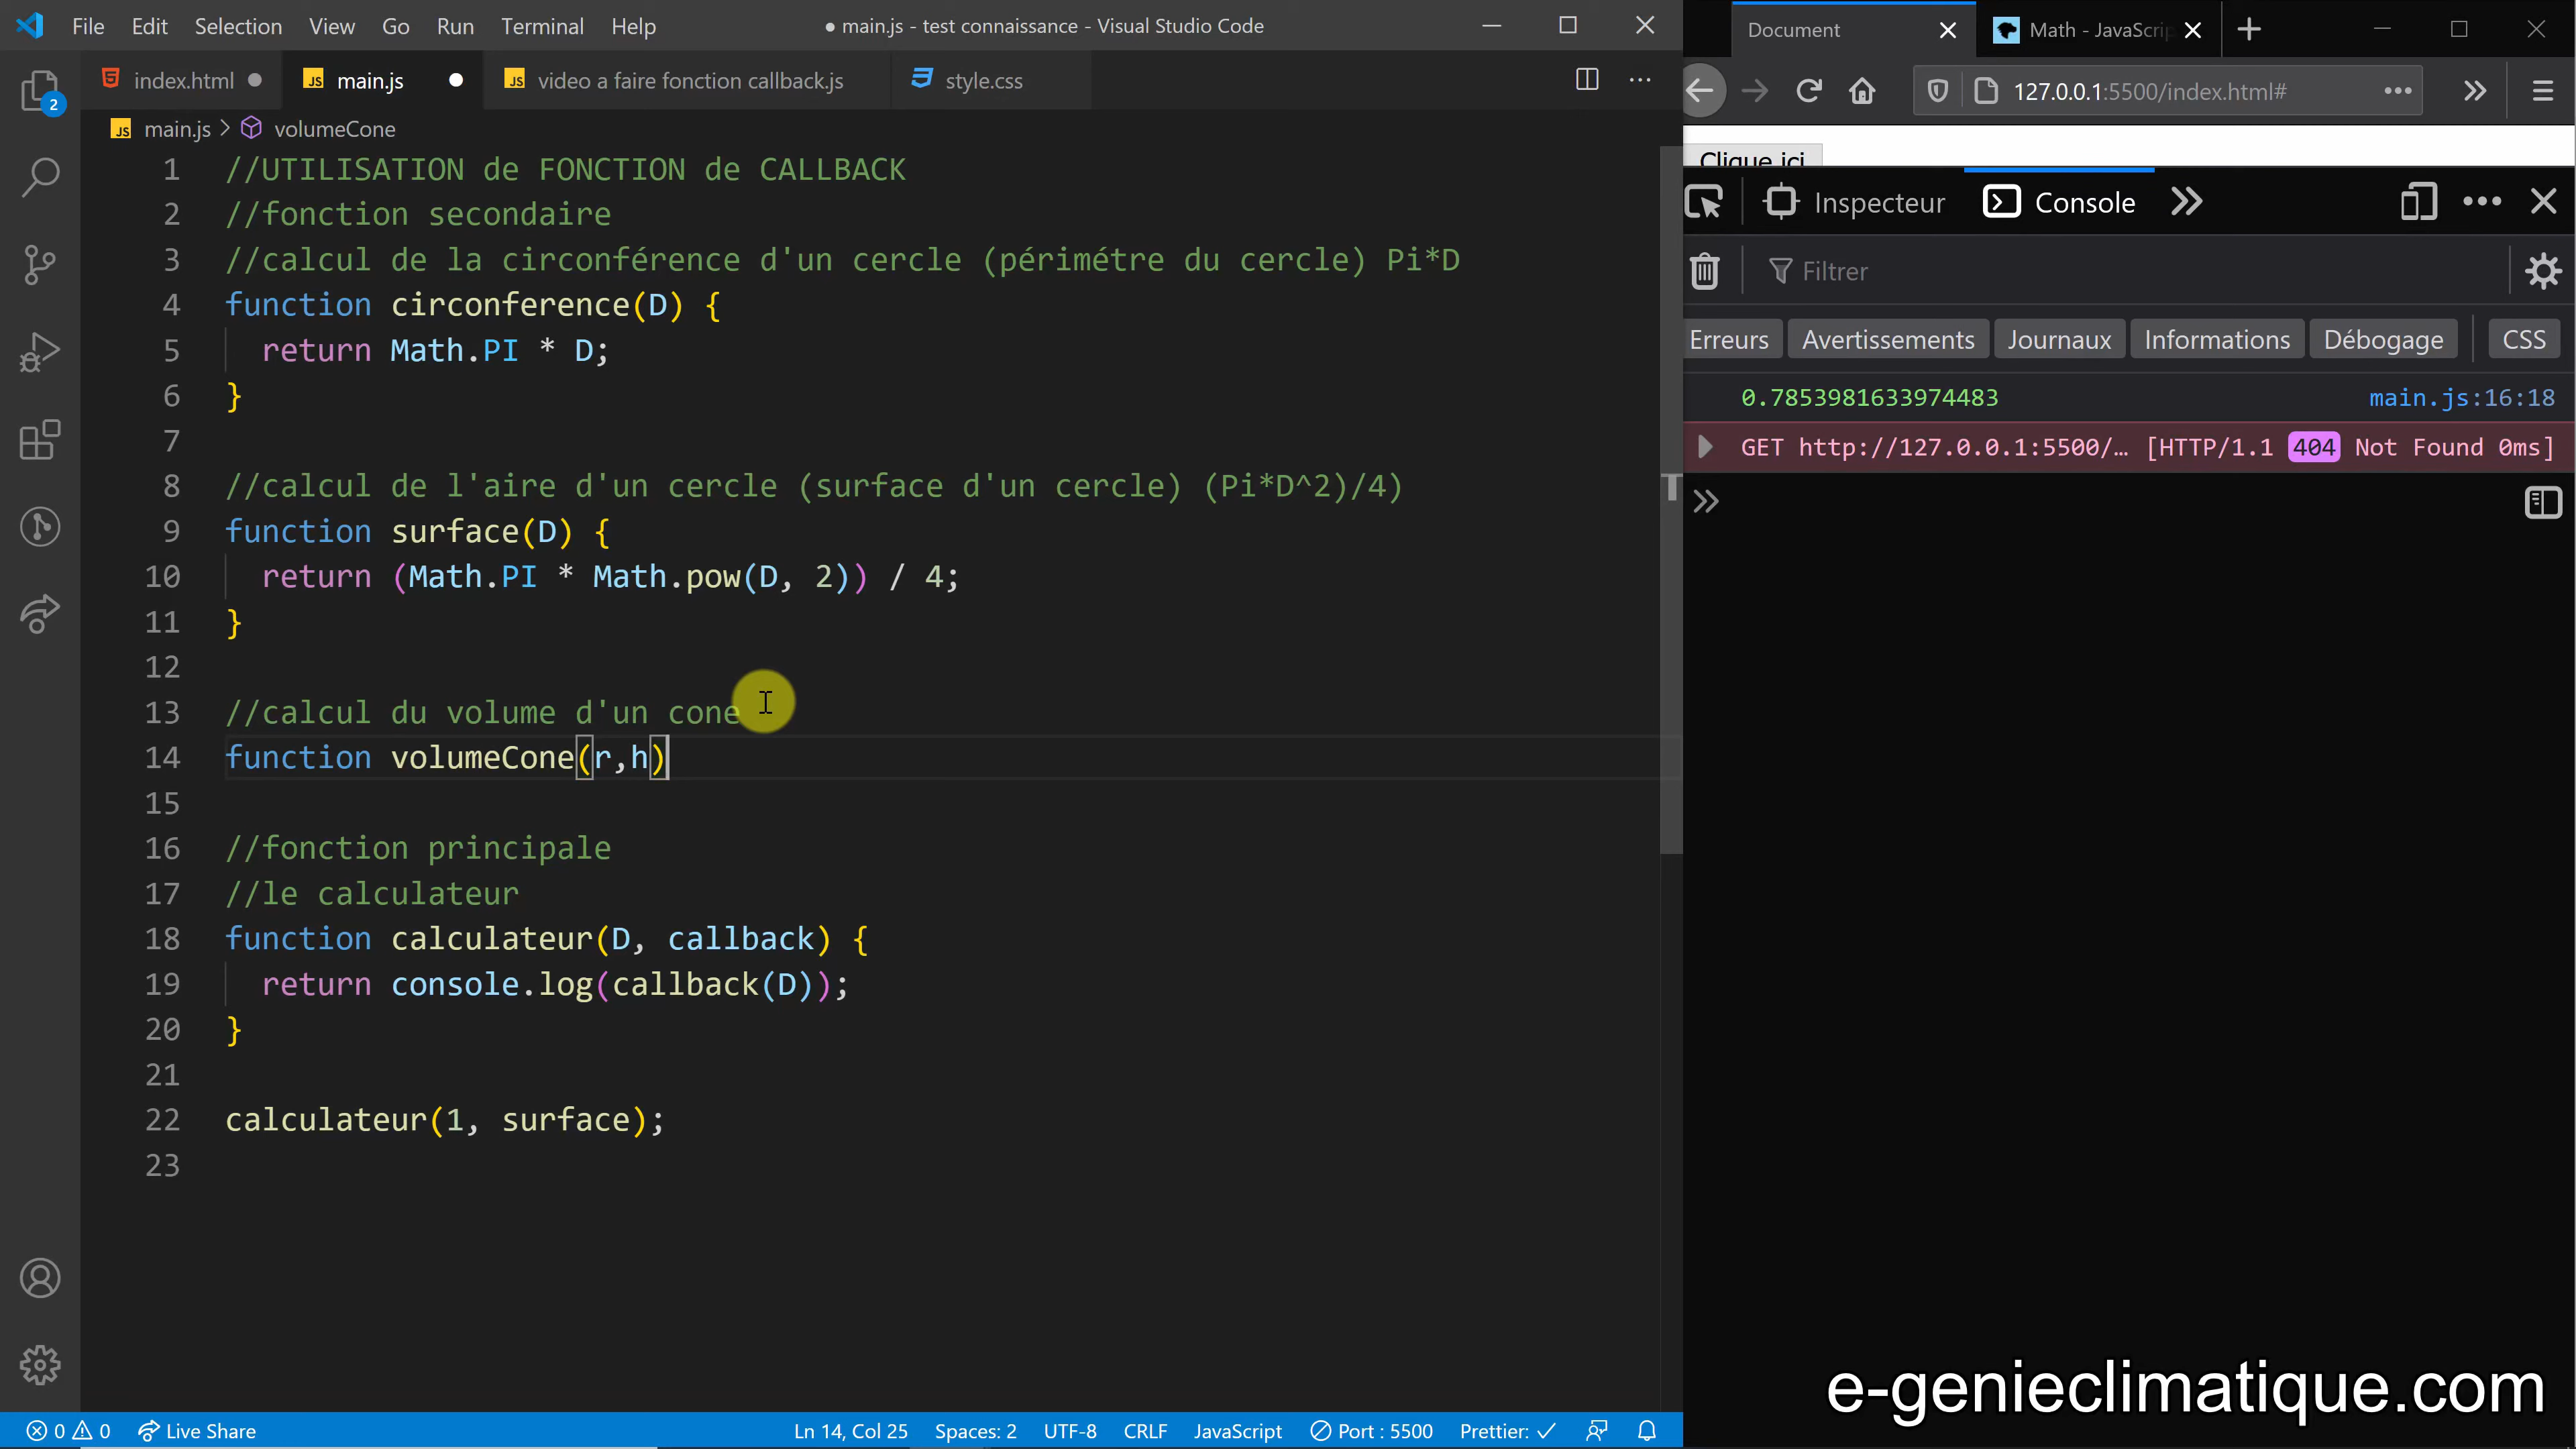 File Edit Selection View Go Run Terminal Help
● main.js - test connaissance - Visual Studio Code
index.html
main.js
video a faire fonction callback.js
style.css
main.js > volumeCone
1 //UTILISATION de FONCTION de CALLBACK
2 //fonction secondaire
3 //calcul de la circonférence d'un cercle (périmétre du cercle) Pi*D
4 function circonference(D) {
5 return Math.PI * D;
6 }
7
8 //calcul de l'aire d'un cercle (surface d'un cercle) (Pi*D^2)/4)
9 function surface(D) {
10 return (Math.PI * Math.pow(D, 2)) / 4;
11 }
12
13 //calcul du volume d'un cone
14 function volumeCone(r,h)
15
16 //fonction principale
17 //le calculateur
18 function calculateur(D, callback) {
19 return console.log(callback(D));
20 }
21
22 calculateur(1, surface);
23
2
0 0 Live Share Ln 14, Col 25 Spaces: 2 UTF-8 CRLF JavaScript Port : 5500 Prettier: ✓
Document
Math - JavaScrip
127.0.0.1:5500/index.html#
Clique ici
Inspecteur Console
Filtrer
Erreurs Avertissements Journaux Informations Débogage CSS
0.7853981633974483 main.js:16:18
GET http://127.0.0.1:5500/… [HTTP/1.1 404 Not Found 0ms]
e-genieclimatique.com